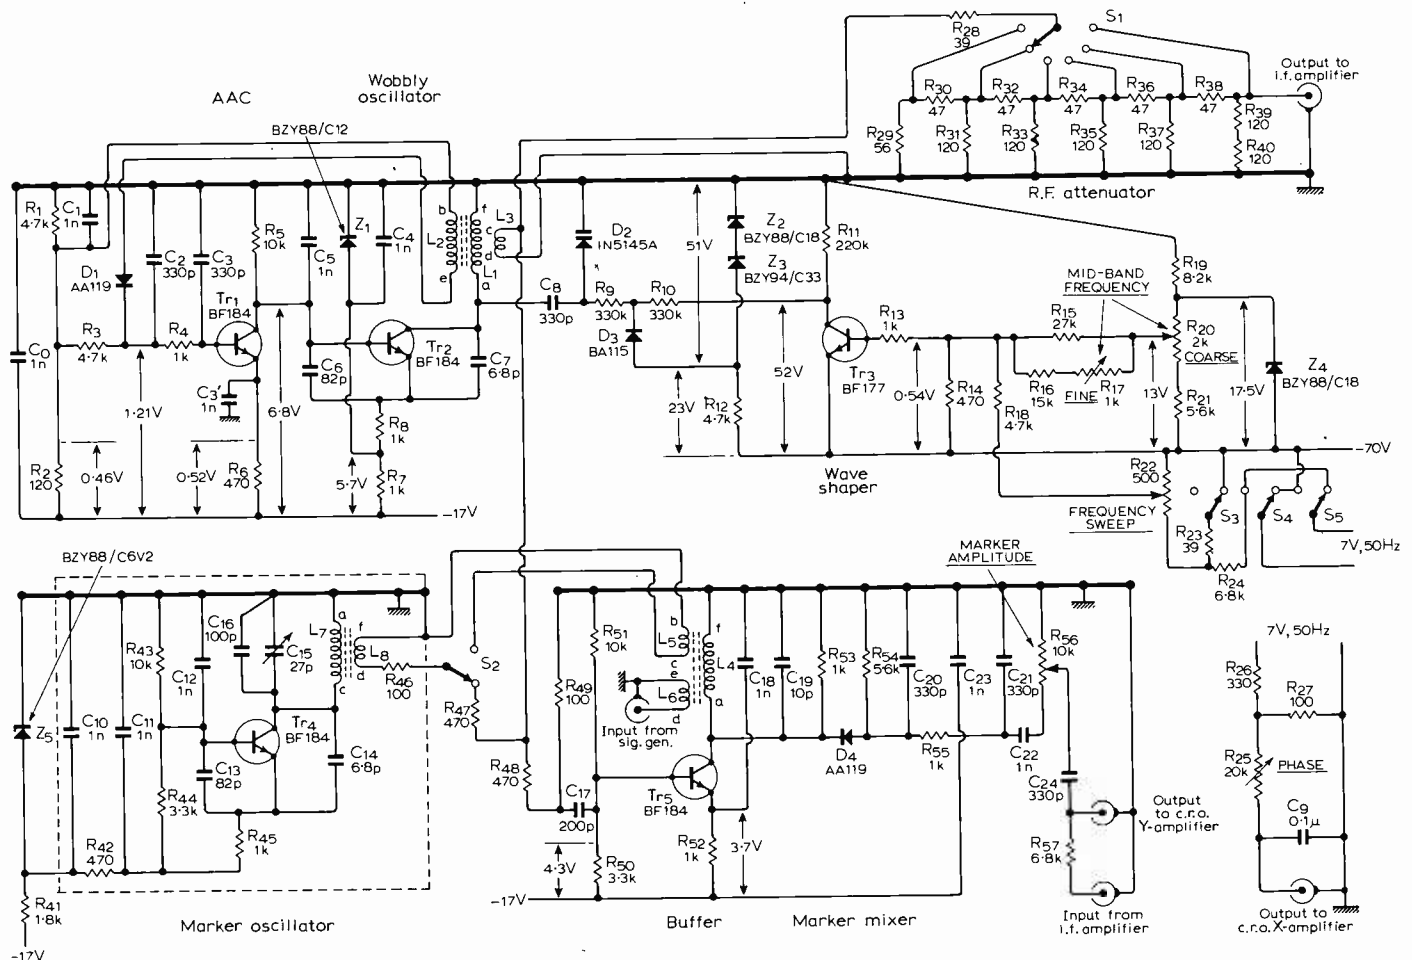 AAC
Wobbly
oscillator
BZY88/C12
R28
39
S1
Output to
i.f. amplifier
R30
47
R32
47
R34
47
R36
47
R38
47
R29
56
R31
120
R33
120
R35
120
R37
120
R39
120
R40
120
R.F. attenuator
R1
4·7k
C1
1n
D1
AA119
C2
330p
C3
330p
R5
10k
C5
1n
Z1
C4
1n
b
L2
e
f
c
d
L3
L1
a
D2
IN5145A
51V
Z2
BZY88/C18
Z3
BZY94/C33
R11
220k
R19
8·2k
MID-BAND
FREQUENCY
C0
1n
R3
4·7k
R4
1k
Tr1
BF184
C6
82p
Tr2
BF184
C7
6·8p
C8
330p
R9
330k
R10
330k
D3
BA115
Tr3
BF177
R13
1k
R15
27k
R20
2k
COARSE
R16
15k
FINE
R17
1k
Z4
BZY88/C18
C3'
1n
1·21V
6·8V
R8
1k
23V
R12
4·7k
52V
0·54V
R14
470
R18
4·7k
13V
R21
5·6k
17·5V
R2
120
0·46V
0·52V
R6
470
5·7V
R7
1k
-17V
Wave
shaper
-70V
FREQUENCY
SWEEP
R22
500
R23
39
S3
S4
S5
R24
6·8k
7V, 50Hz
BZY88/C6V2
Z5
C10
1n
C11
1n
R43
10k
C12
1n
C16
100p
C15
27p
a
L7
c
f
L8
d
R46
100
S2
R47
470
Tr4
BF184
C13
82p
C14
6·8p
R44
3·3k
R45
1k
R42
470
R41
1·8k
-17V
Marker oscillator
R48
470
R49
100
C17
200p
R51
10k
Input from
sig. gen.
b
L5
c
e
L6
d
f
L4
a
Tr5
BF184
C18
1n
C19
10p
R53
1k
R54
5·6k
D4
AA119
C20
330p
R55
1k
C23
1n
C21
330p
C22
1n
MARKER
AMPLITUDE
R56
10k
C24
330p
R57
6·8k
4·3V
R50
3·3k
R52
1k
3·7V
-17V
Buffer
Marker mixer
Output
to c.r.o.
Y-amplifier
Input from
i.f. amplifier
7V, 50Hz
R26
330
R27
100
R25
20k
PHASE
C9
0·1μ
Output to
c.r.o. X-amplifier